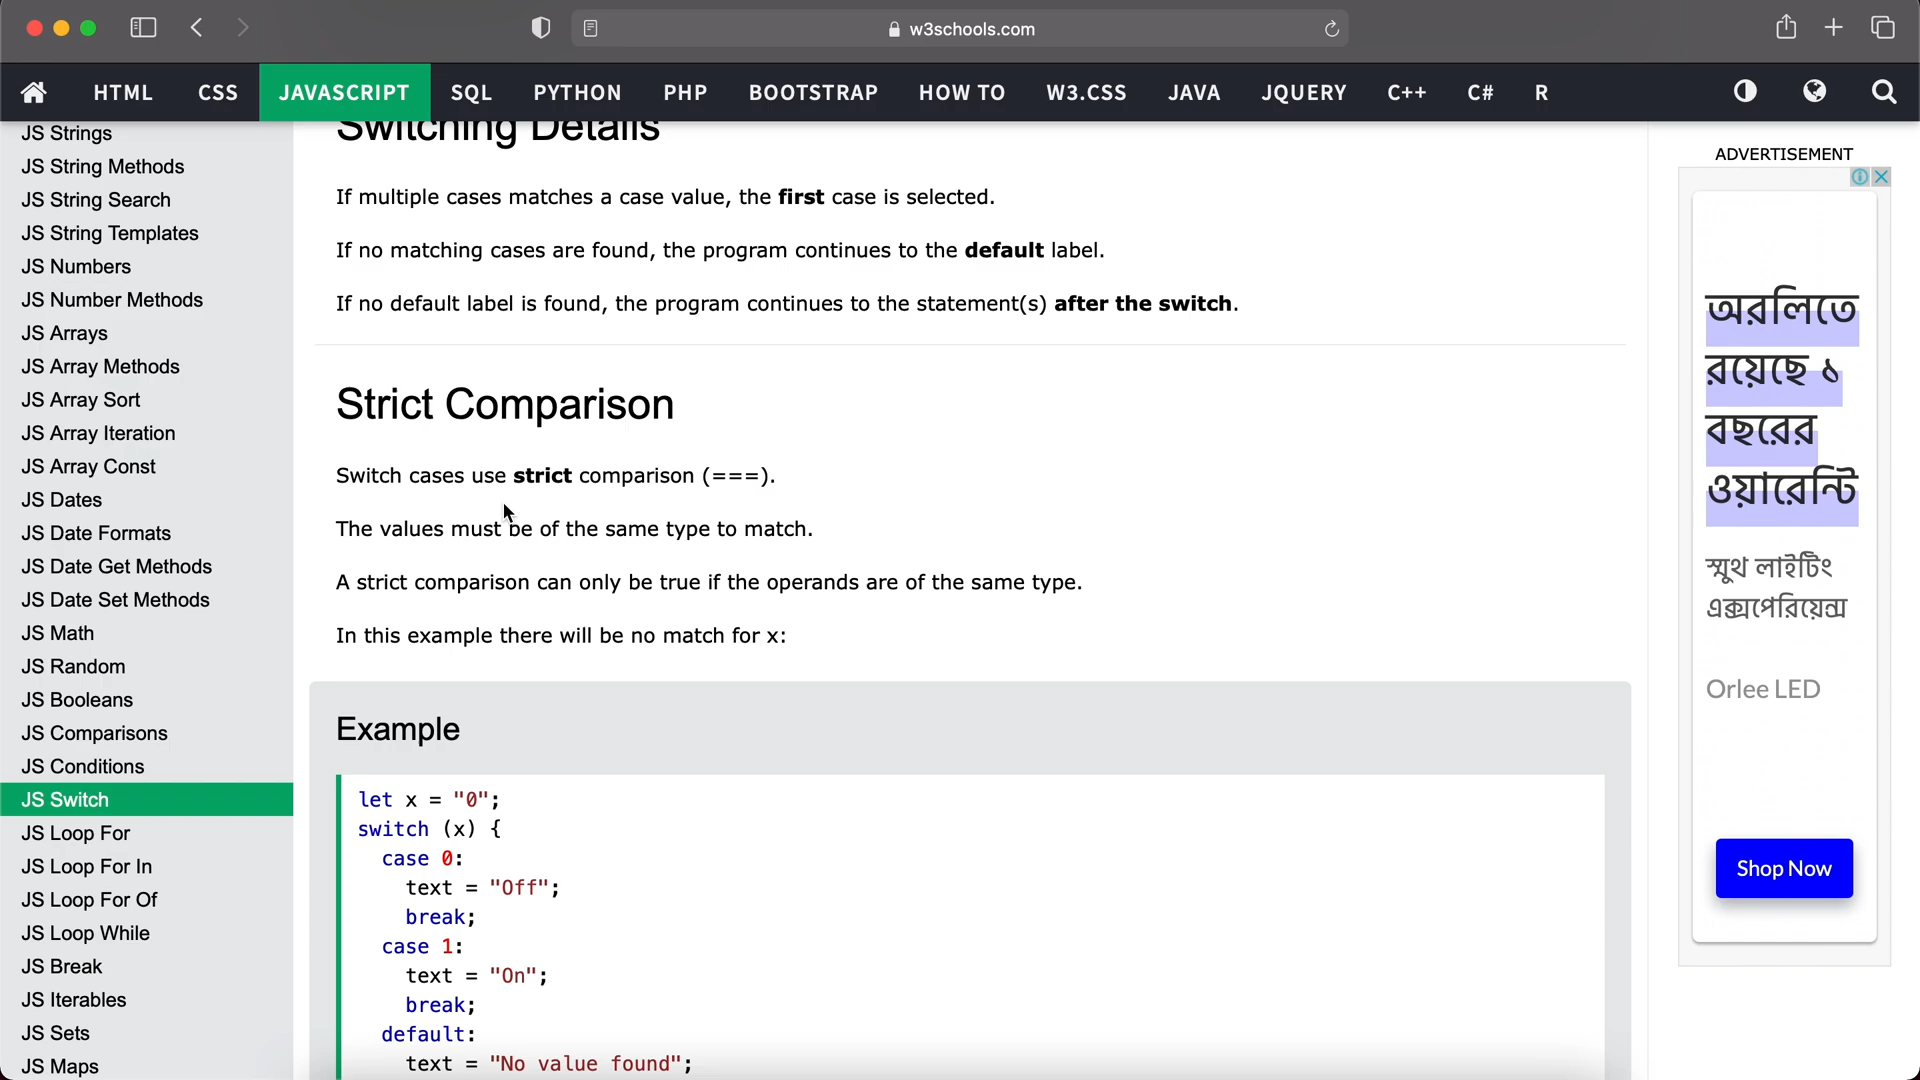 w3schools.com
HTML CSS JAVASCRIPT SQL PYTHON PHP BOOTSTRAP HOW TO W3.CSS JAVA JQUERY C++ C# R
JS Strings
JS String Methods
JS String Search
JS String Templates
JS Numbers
JS Number Methods
JS Arrays
JS Array Methods
JS Array Sort
JS Array Iteration
JS Array Const
JS Dates
JS Date Formats
JS Date Get Methods
JS Date Set Methods
JS Math
JS Random
JS Booleans
JS Comparisons
JS Conditions
JS Switch
JS Loop For
JS Loop For In
JS Loop For Of
JS Loop While
JS Break
JS Iterables
JS Sets
JS Maps
Switching Details
If multiple cases matches a case value, the first case is selected.
If no matching cases are found, the program continues to the default label.
If no default label is found, the program continues to the statement(s) after the switch.
Strict Comparison
Switch cases use strict comparison (===).
The values must be of the same type to match.
A strict comparison can only be true if the operands are of the same type.
In this example there will be no match for x:
Example
let x = "0";
switch (x) {
case 0:
text = "Off";
break;
case 1:
text = "On";
break;
default:
text = "No value found";
ADVERTISEMENT
অরলিতে
রয়েছে ১
বছরের
ওয়ারেন্টি
স্মুথ লাইটিং
এক্সপেরিয়েন্স
Orlee LED
Shop Now